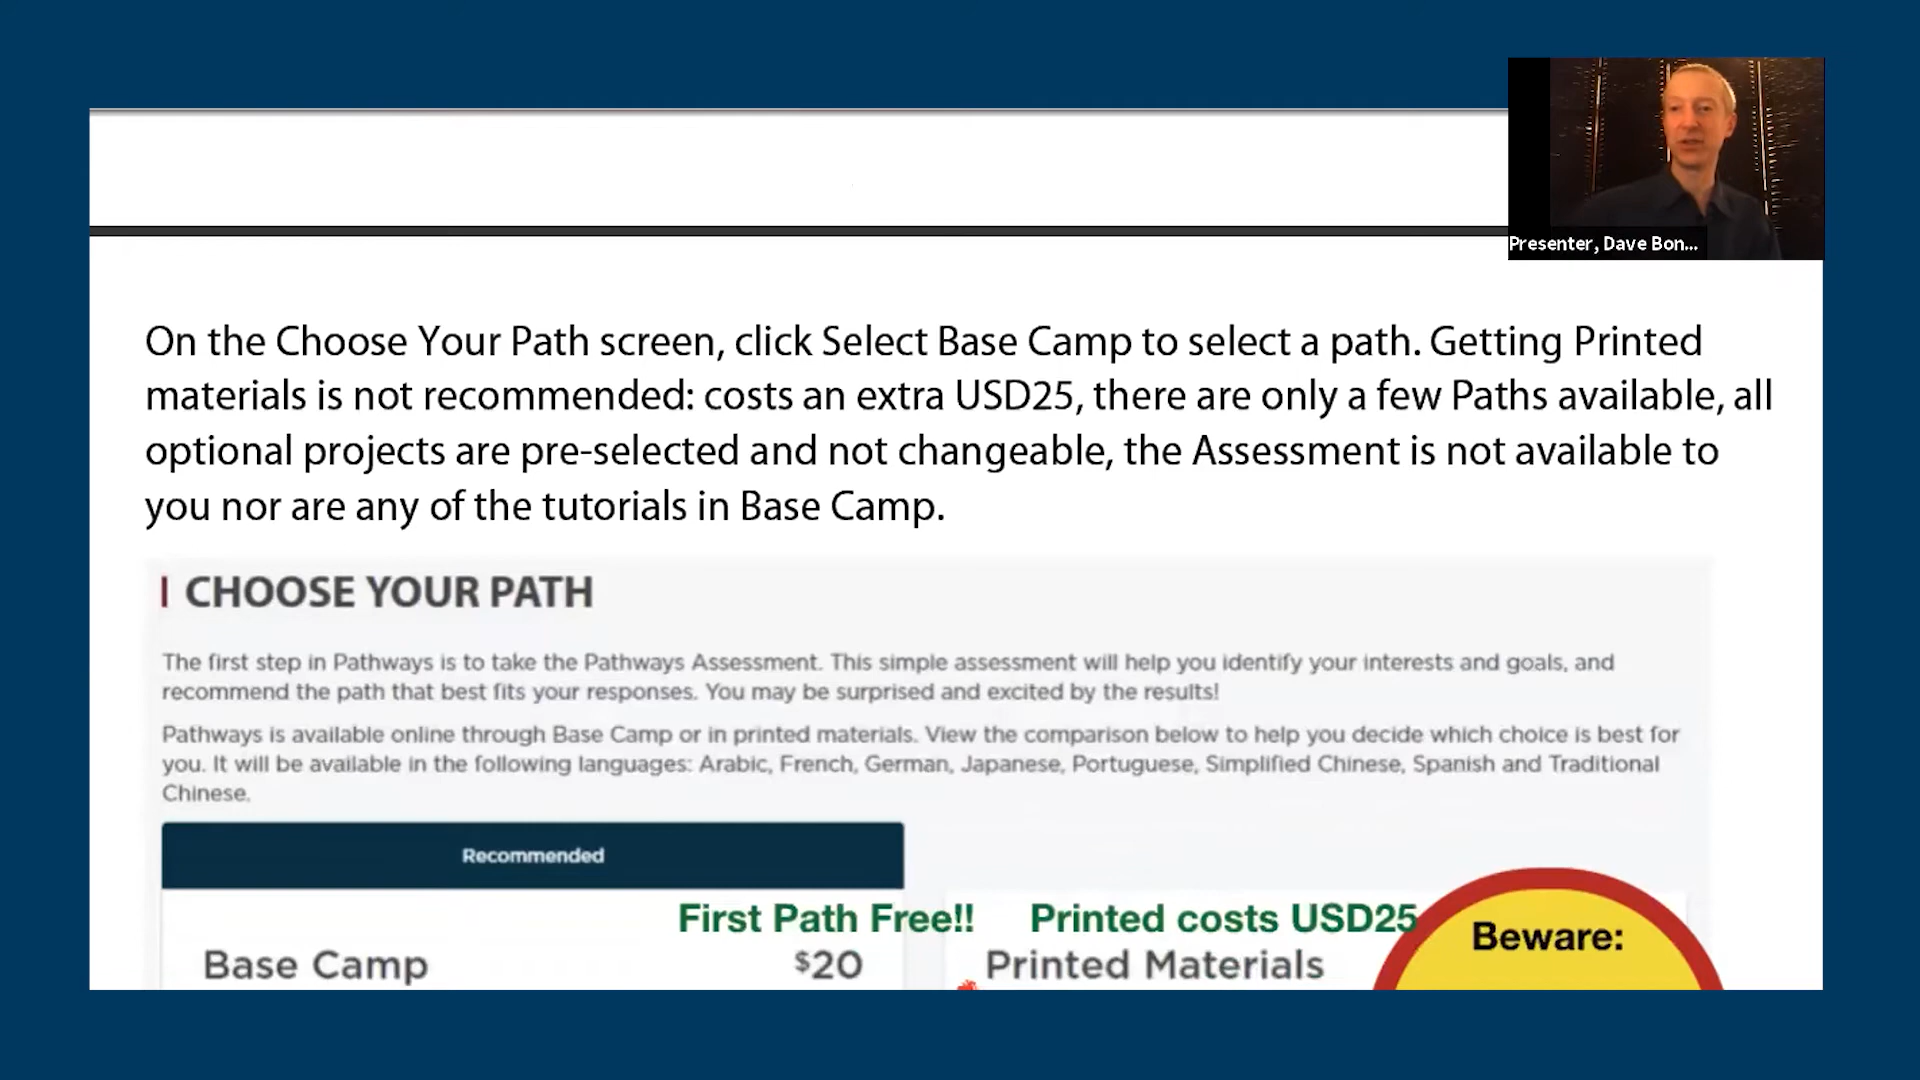 Presenter, Dave Bon...
On the Choose Your Path screen, click Select Base Camp to select a path. Getting Printed
materials is not recommended: costs an extra USD25, there are only a few Paths available, all
optional projects are pre-selected and not changeable, the Assessment is not available to
you nor are any of the tutorials in Base Camp.
CHOOSE YOUR PATH
The first step in Pathways is to take the Pathways Assessment. This simple assessment will help you identify your interests and goals, and
recommend the path that best fits your responses. You may be surprised and excited by the results!
Pathways is available online through Base Camp or in printed materials. View the comparison below to help you decide which choice is best for
you. It will be available in the following languages: Arabic, French, German, Japanese, Portuguese, Simplified Chinese, Spanish and Traditional
Chinese.
Recommended
First Path Free!!
Base Camp $20
Printed costs USD25
Printed Materials
Beware: